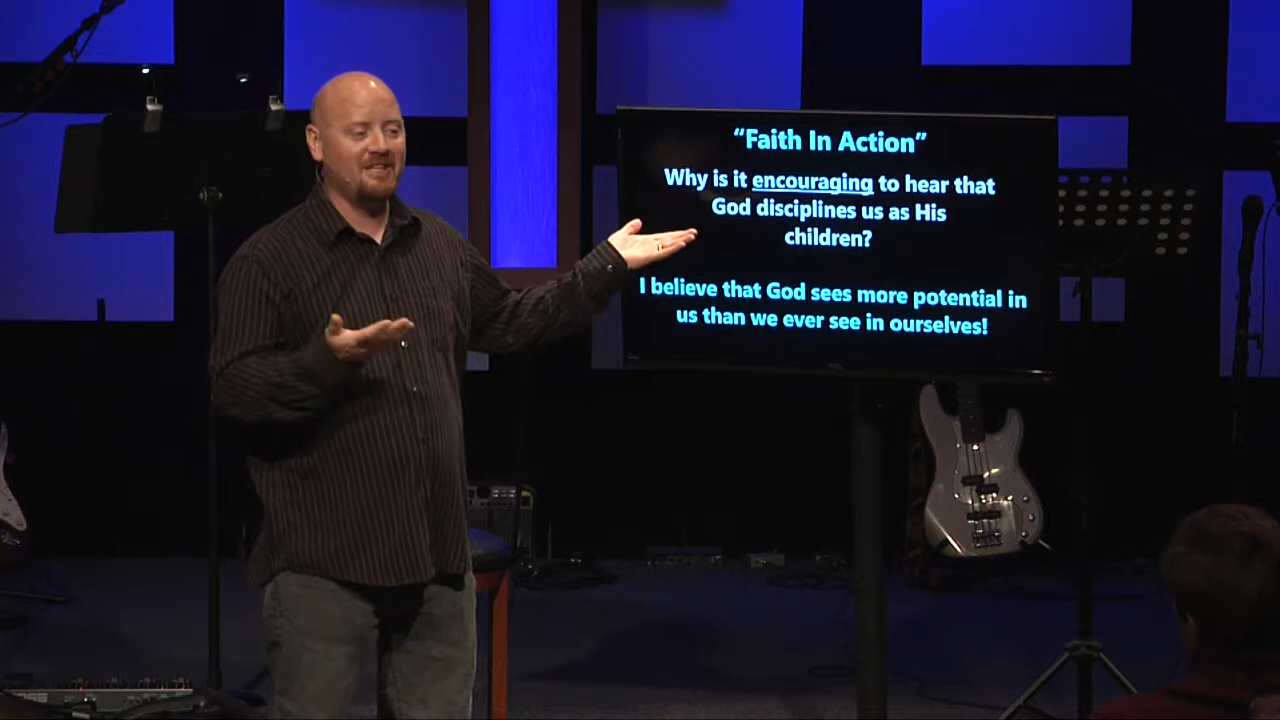 “Faith In Action”
Why is it encouraging to hear that
God disciplines us as His
children?
I believe that God sees more potential in
us than we ever see in ourselves!
BOSS